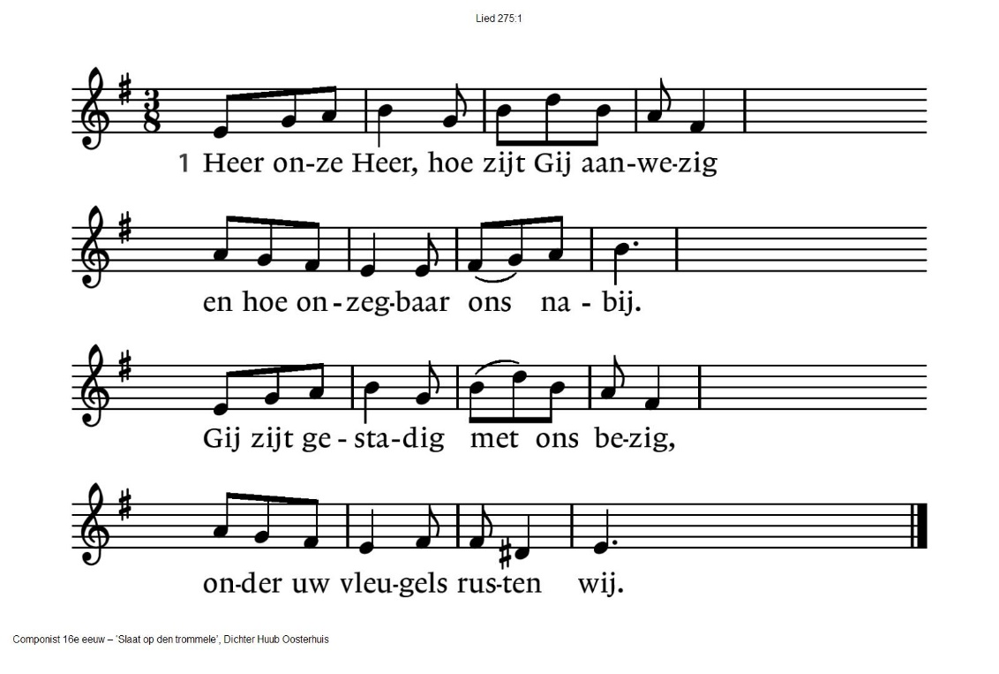 Lied 275:1
3
8
1 Heer on-ze Heer, hoe zijt Gij aan-we-zig
en hoe on-zeg-baar ons na-bij.
Gij zijt ge-sta-dig met ons be-zig,
on-der uw vleu-gels rus-ten wij.
Componist 16e eeuw – ‘Slaat op den trommele’, Dichter Huub Oosterhuis